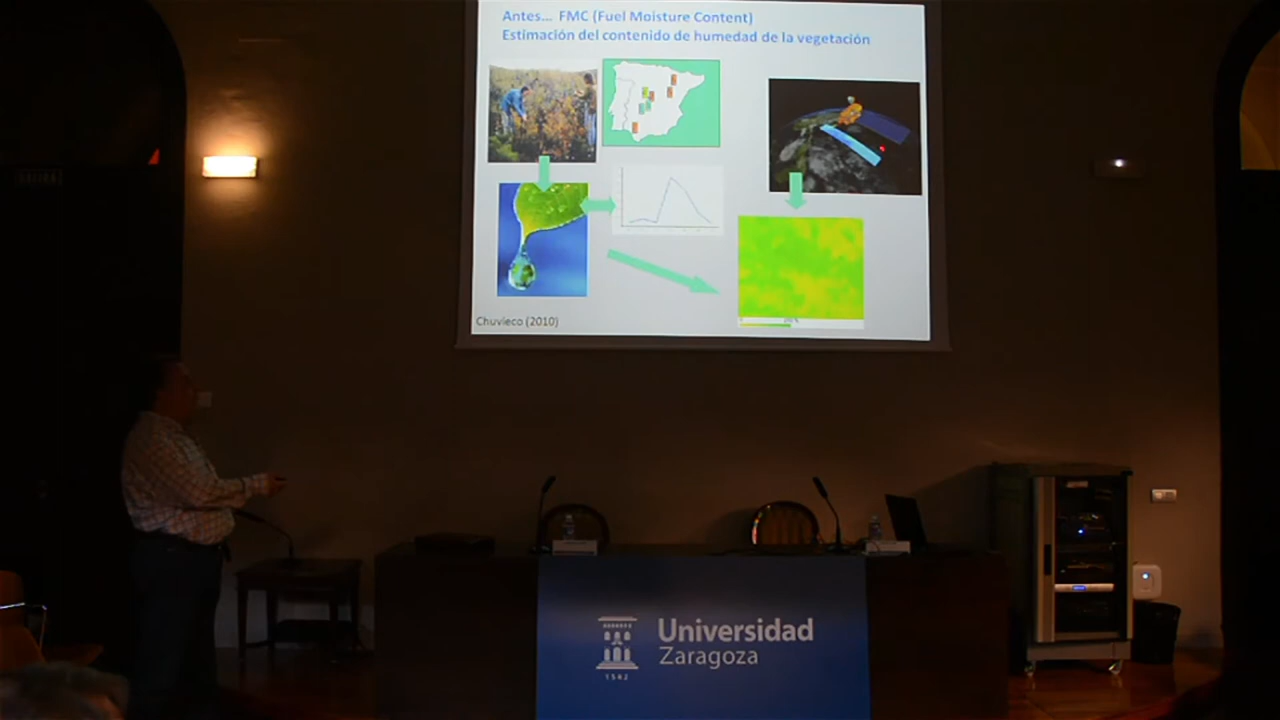 Antes... FMC (Fuel Moisture Content)
Estimación del contenido de humedad de la vegetación
Chuvieco (2010)
Universidad
Zaragoza
1542